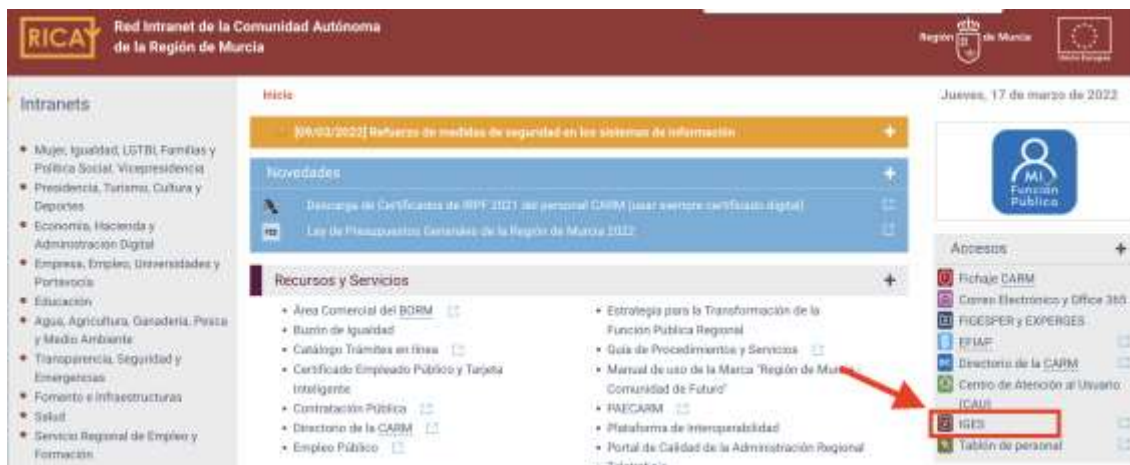 RICA
Red Intranet de la Comunidad Autónoma
de la Región de Murcia
Región de Murcia
Unión Europea
Intranets
Mujer, Igualdad, LGTBI, Familias y
Política Social, Vicepresidencia
Presidencia, Turismo, Cultura y
Deportes
Economía, Hacienda y
Administración Digital
Empresa, Empleo, Universidades y
Portavocía
Educación
Agua, Agricultura, Ganadería, Pesca
y Medio Ambiente
Transparencia, Seguridad y
Emergencias
Fomento e Infraestructuras
Salud
Servicio Regional de Empleo y
Formación
Inicio
[09/03/2022] Refuerzo de medidas de seguridad en los sistemas de información
Novedades
Descarga de Certificados de IRPF 2021 del personal CARM (usar siempre certificado digital)
Ley de Presupuestos Generales de la Región de Murcia 2022
Recursos y Servicios
Área Comercial del BORM
Buzón de Igualdad
Catálogo Trámites en línea
Certificado Empleado Público y Tarjeta
Inteligente
Contratación Pública
Directorio de la CARM
Empleo Público
Estrategia para la Transformación de la
Función Pública Regional
Guía de Procedimientos y Servicios
Manual de uso de la Marca "Región de
Comunidad de Futuro"
PAECARM
Plataforma de Interoperabilidad
Portal de Calidad de la Administración Regional
Jueves, 17 de marzo de 2022
MI
Función
Pública
Accesos
Fichaje CARM
Correo Electrónico y Office 365
FIGESPER y EXPERGES
EFIAP
Directorio de la CARM
Centro de Atención al Usuario
(CAU)
IGES
Tablón de personal